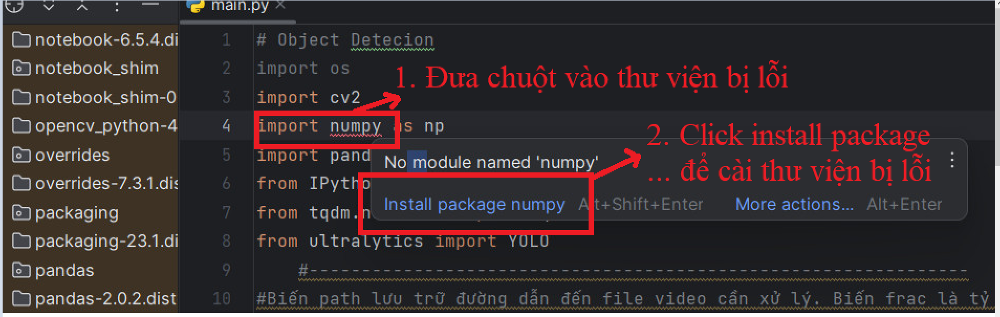 main.py
notebook-6.5.4.di
notebook_shim
notebook_shim-0
opencv_python-4
overrides
overrides-7.3.1.dis
packaging
packaging-23.1.di
pandas
pandas-2.0.2.dist
1 # Object Detecion
2 import os
3 import cv2
4 import numpy as np
5 import pand
6 from IPytho
7 from tqdm.n
8 from ultralytics import YOLO
9 #----------------------------------------------------------------
10 #Biến path lưu trữ đường dẫn đến file video cần xử lý. Biến frac là tỷ
1. Đưa chuột vào thư viện bị lỗi
No module named 'numpy'
Install package numpy Alt+Shift+Enter More actions... Alt+Enter
2. Click install package
... để cài thư viện bị lỗi